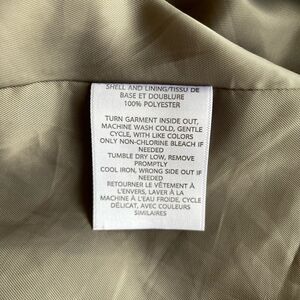 SHELL AND LINING/TISSU DE
BASE ET DOUBLURE
100% POLYESTER
TURN GARMENT INSIDE OUT,
MACHINE WASH COLD, GENTLE
CYCLE, WITH LIKE COLORS
ONLY NON-CHLORINE BLEACH IF
NEEDED
TUMBLE DRY LOW, REMOVE
PROMPTLY
COOL IRON, WRONG SIDE OUT IF
NEEDED
RETOURNER LE VÊTEMENT À
L'ENVERS, LAVER À LA
MACHINE À L'EAU FROIDE, CYCLE
DÉLICAT, AVEC COULEURS
SIMILAIRES